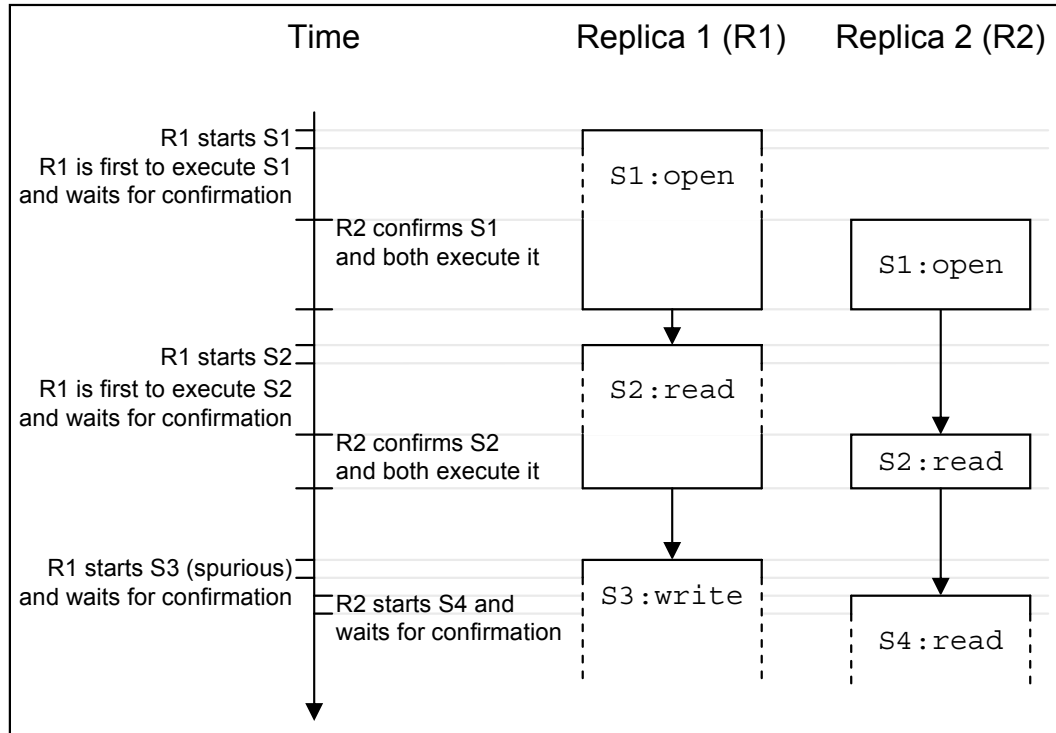 Time
Replica 1 (R1)
Replica 2 (R2)
R1 starts S1
R1 is first to execute S1
and waits for confirmation
S1:open
R2 confirms S1
and both execute it
S1:open
R1 starts S2
R1 is first to execute S2
and waits for confirmation
S2:read
R2 confirms S2
and both execute it
S2:read
R1 starts S3 (spurious)
and waits for confirmation
S3:write
R2 starts S4 and
waits for confirmation
S4:read